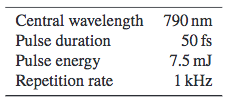 Central wavelength 790 nm
Pulse duration 50 fs
Pulse energy 7.5 mJ
Repetition rate 1 kHz